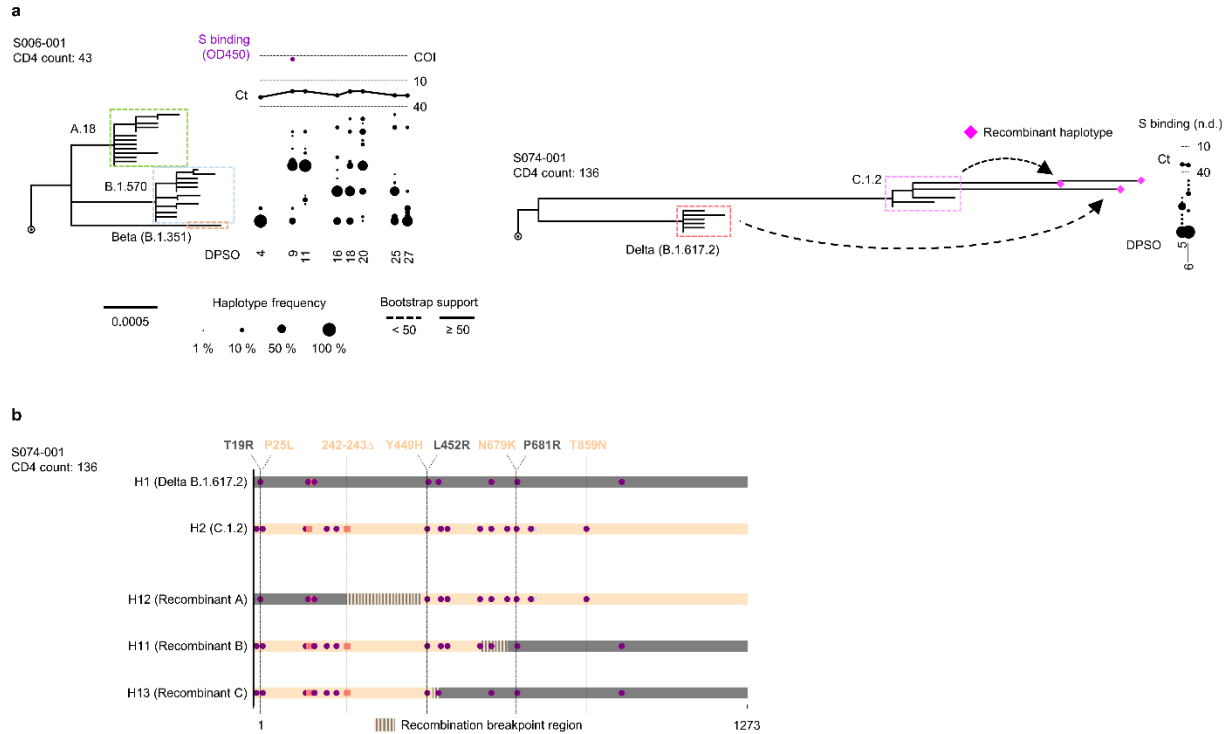 a
S006-001
CD4 count: 43
S binding
(OD450)
COI
10
Ct
40
A.18
B.1.570
Beta (B.1.351)
DPSO
4
9
11
16
18
20
25
27
0.0005
Haplotype frequency
1 %
10 %
50 %
100 %
Bootstrap support
< 50
≥ 50
Recombinant haplotype
S binding (n.d.)
S074-001
CD4 count: 136
10
Ct
40
C.1.2
Delta (B.1.617.2)
DPSO
5
6
b
S074-001
CD4 count: 136
T19R P25L 242-243Δ Y449H L452R N679K P681R T859N
H1 (Delta B.1.617.2)
H2 (C.1.2)
H12 (Recombinant A)
H11 (Recombinant B)
H13 (Recombinant C)
1
1273
Recombination breakpoint region